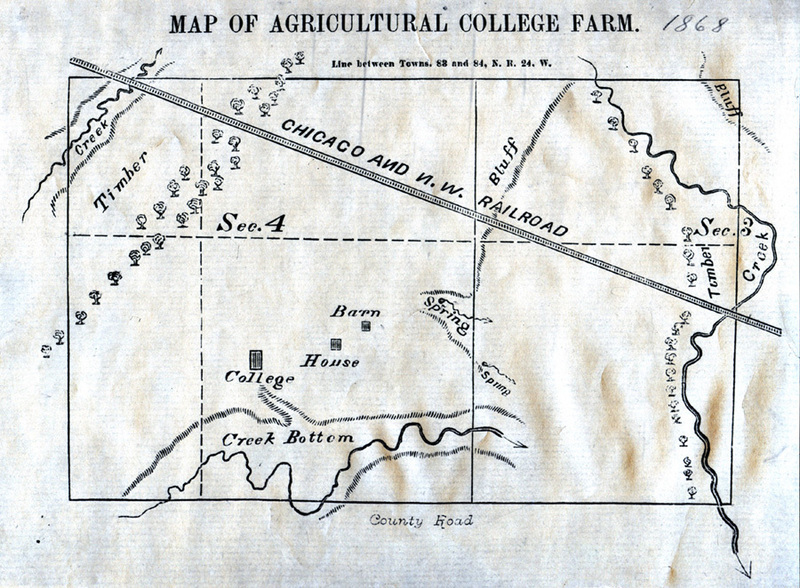 MAP OF AGRICULTURAL COLLEGE FARM. 1868
Line between Towns. 83 and 84, N. R. 24. W.
Creek
Timber
CHICAGO AND N. W. RAILROAD
Bluff
Bluff
Sec. 4
Sec. 3
Timber
Creek
Spring
Spring
Barn
House
College
Creek Bottom
County Road